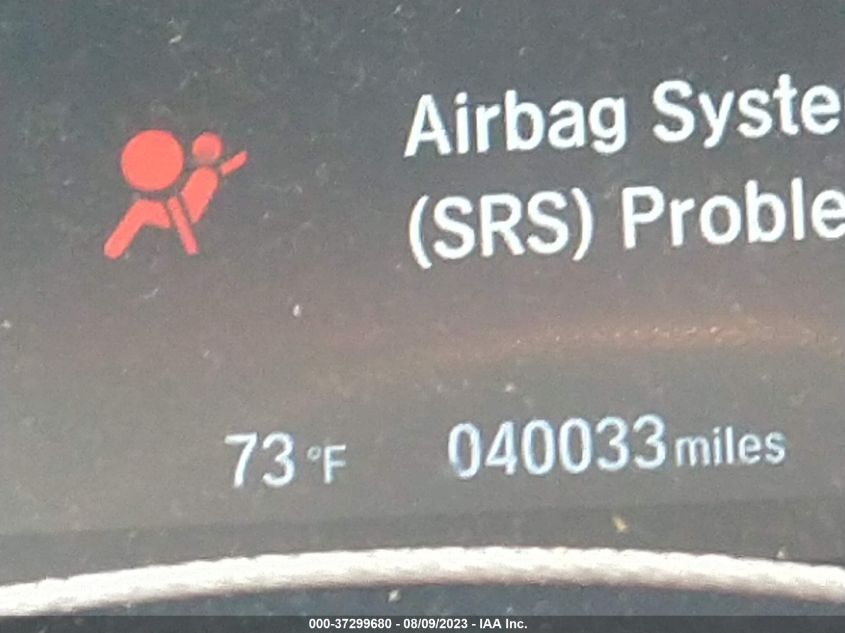 Airbag Syste
(SRS) Proble
73 °F 040033 miles
000-37299680 - 08/09/2023 - IAA Inc.